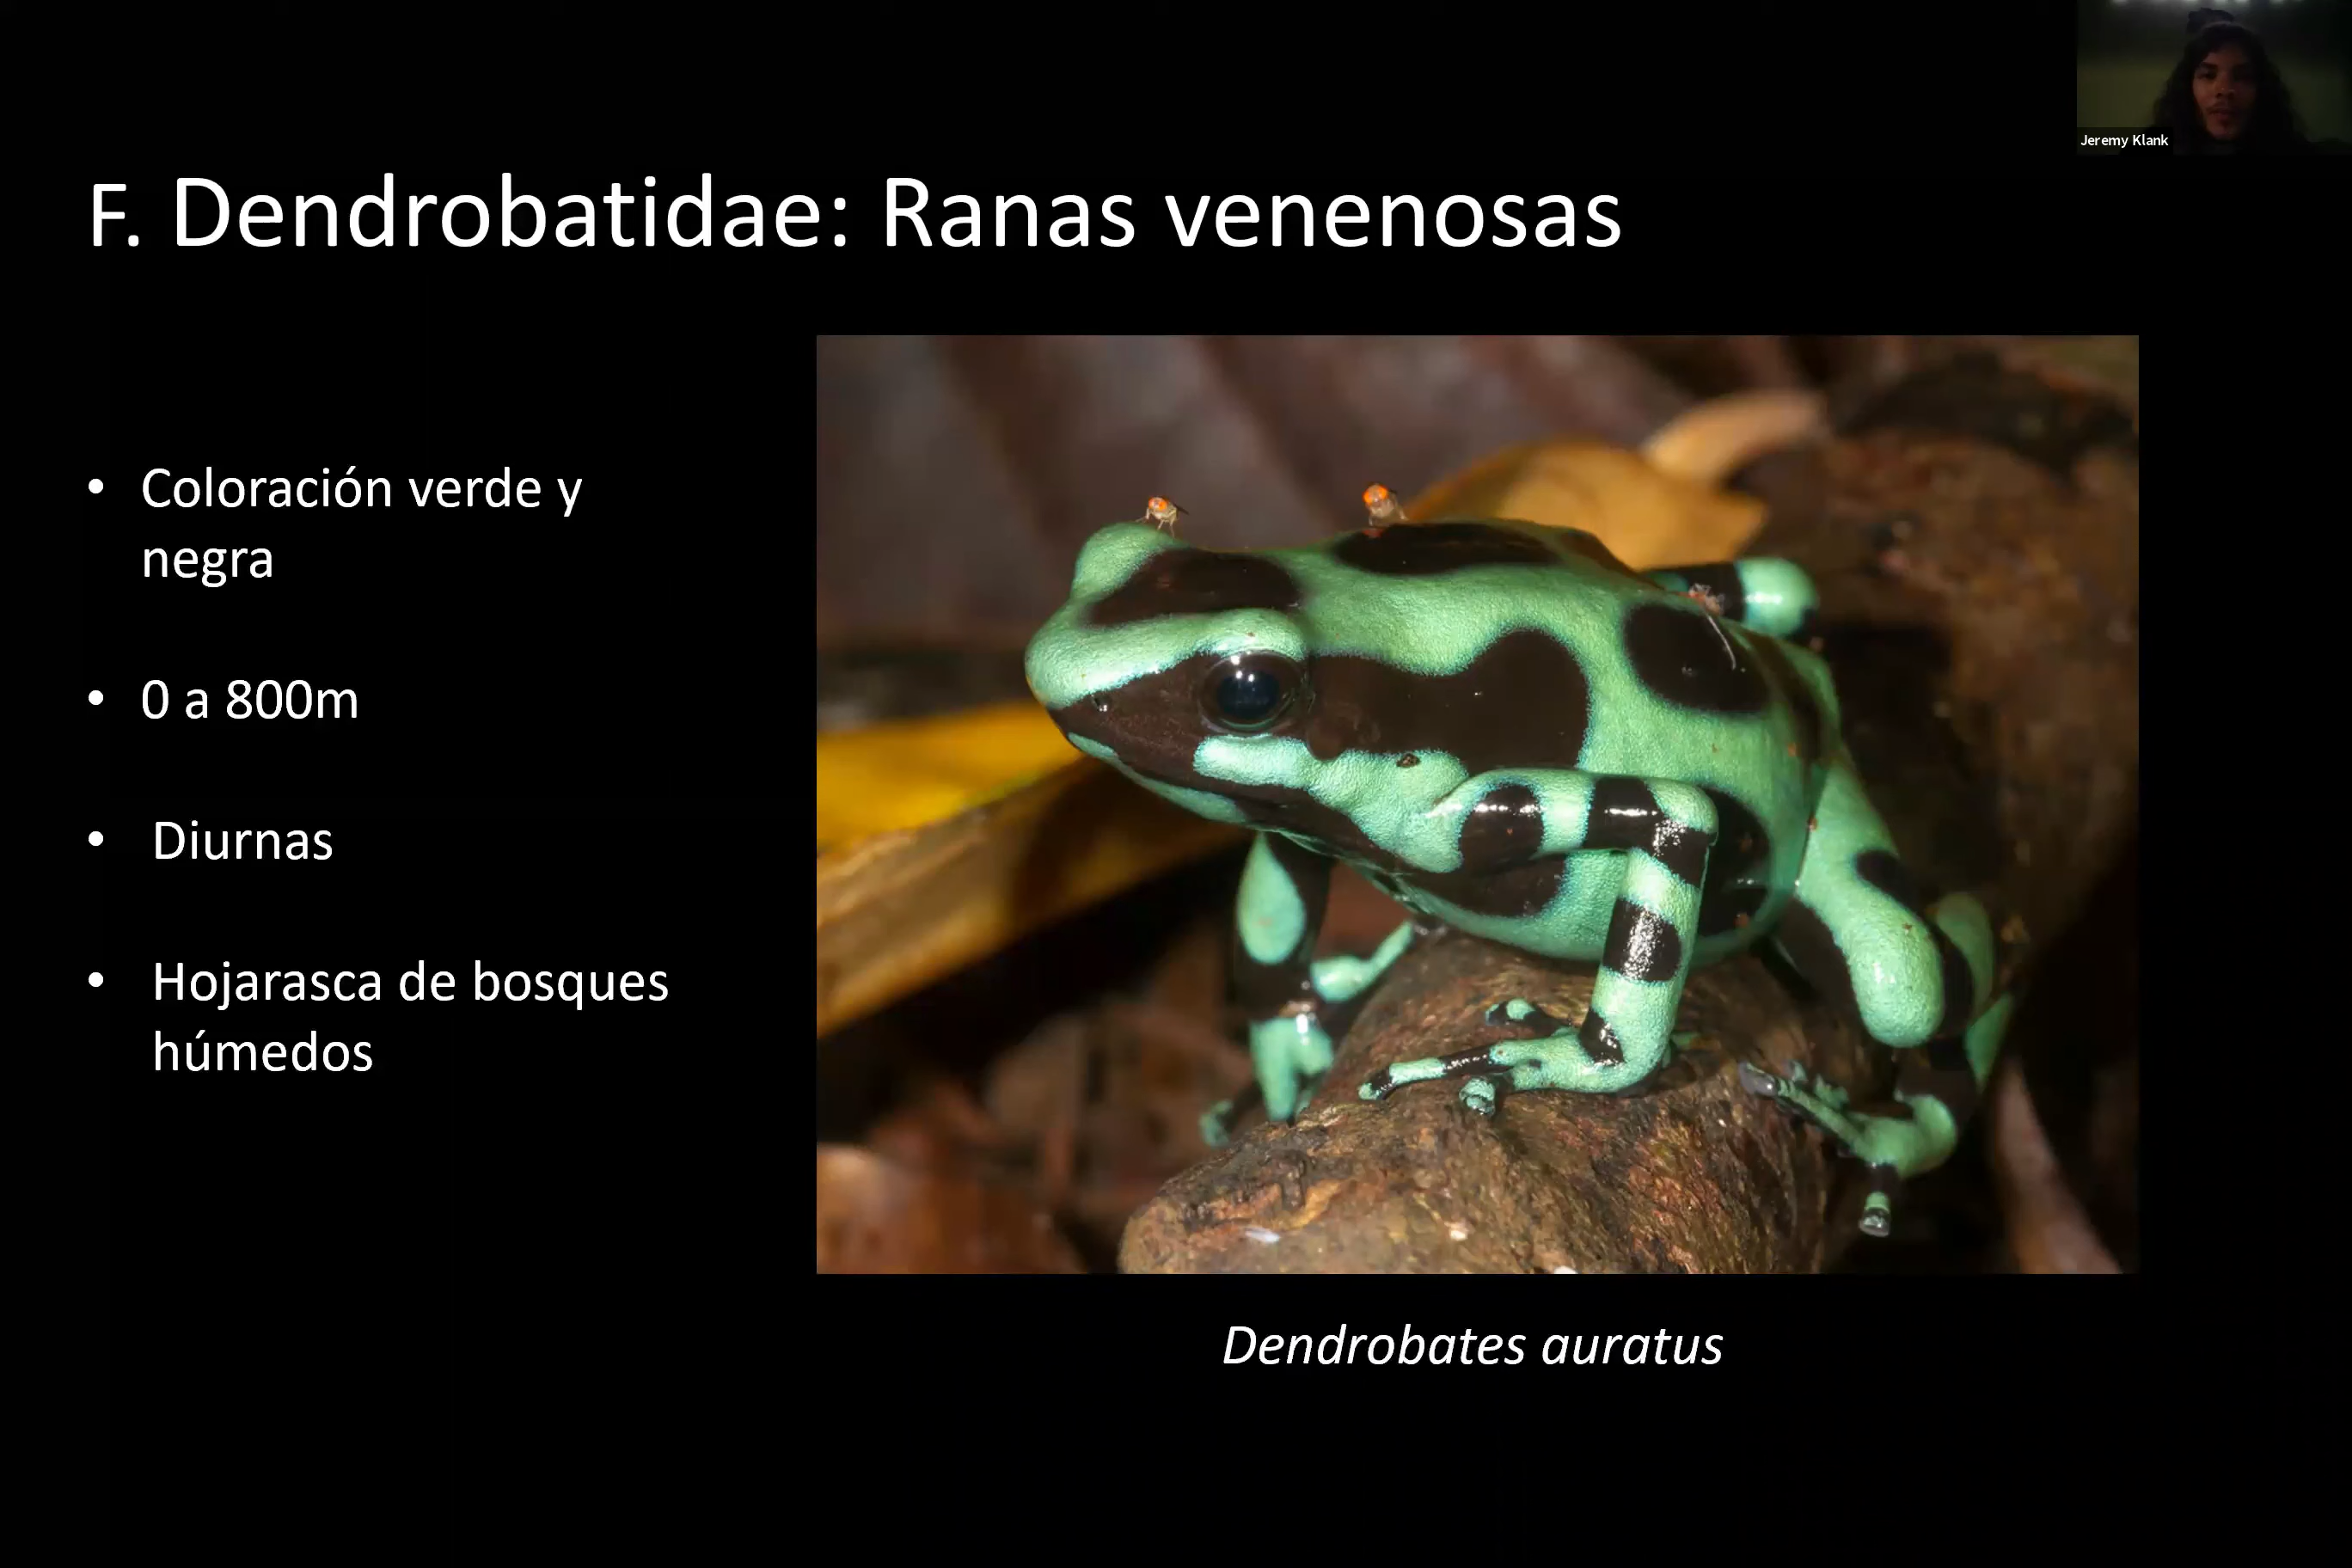 Jeremy Klank
F. Dendrobatidae: Ranas venenosas
• Coloración verde y
negra
• 0 a 800m
• Diurnas
• Hojarasca de bosques
húmedos
Dendrobates auratus